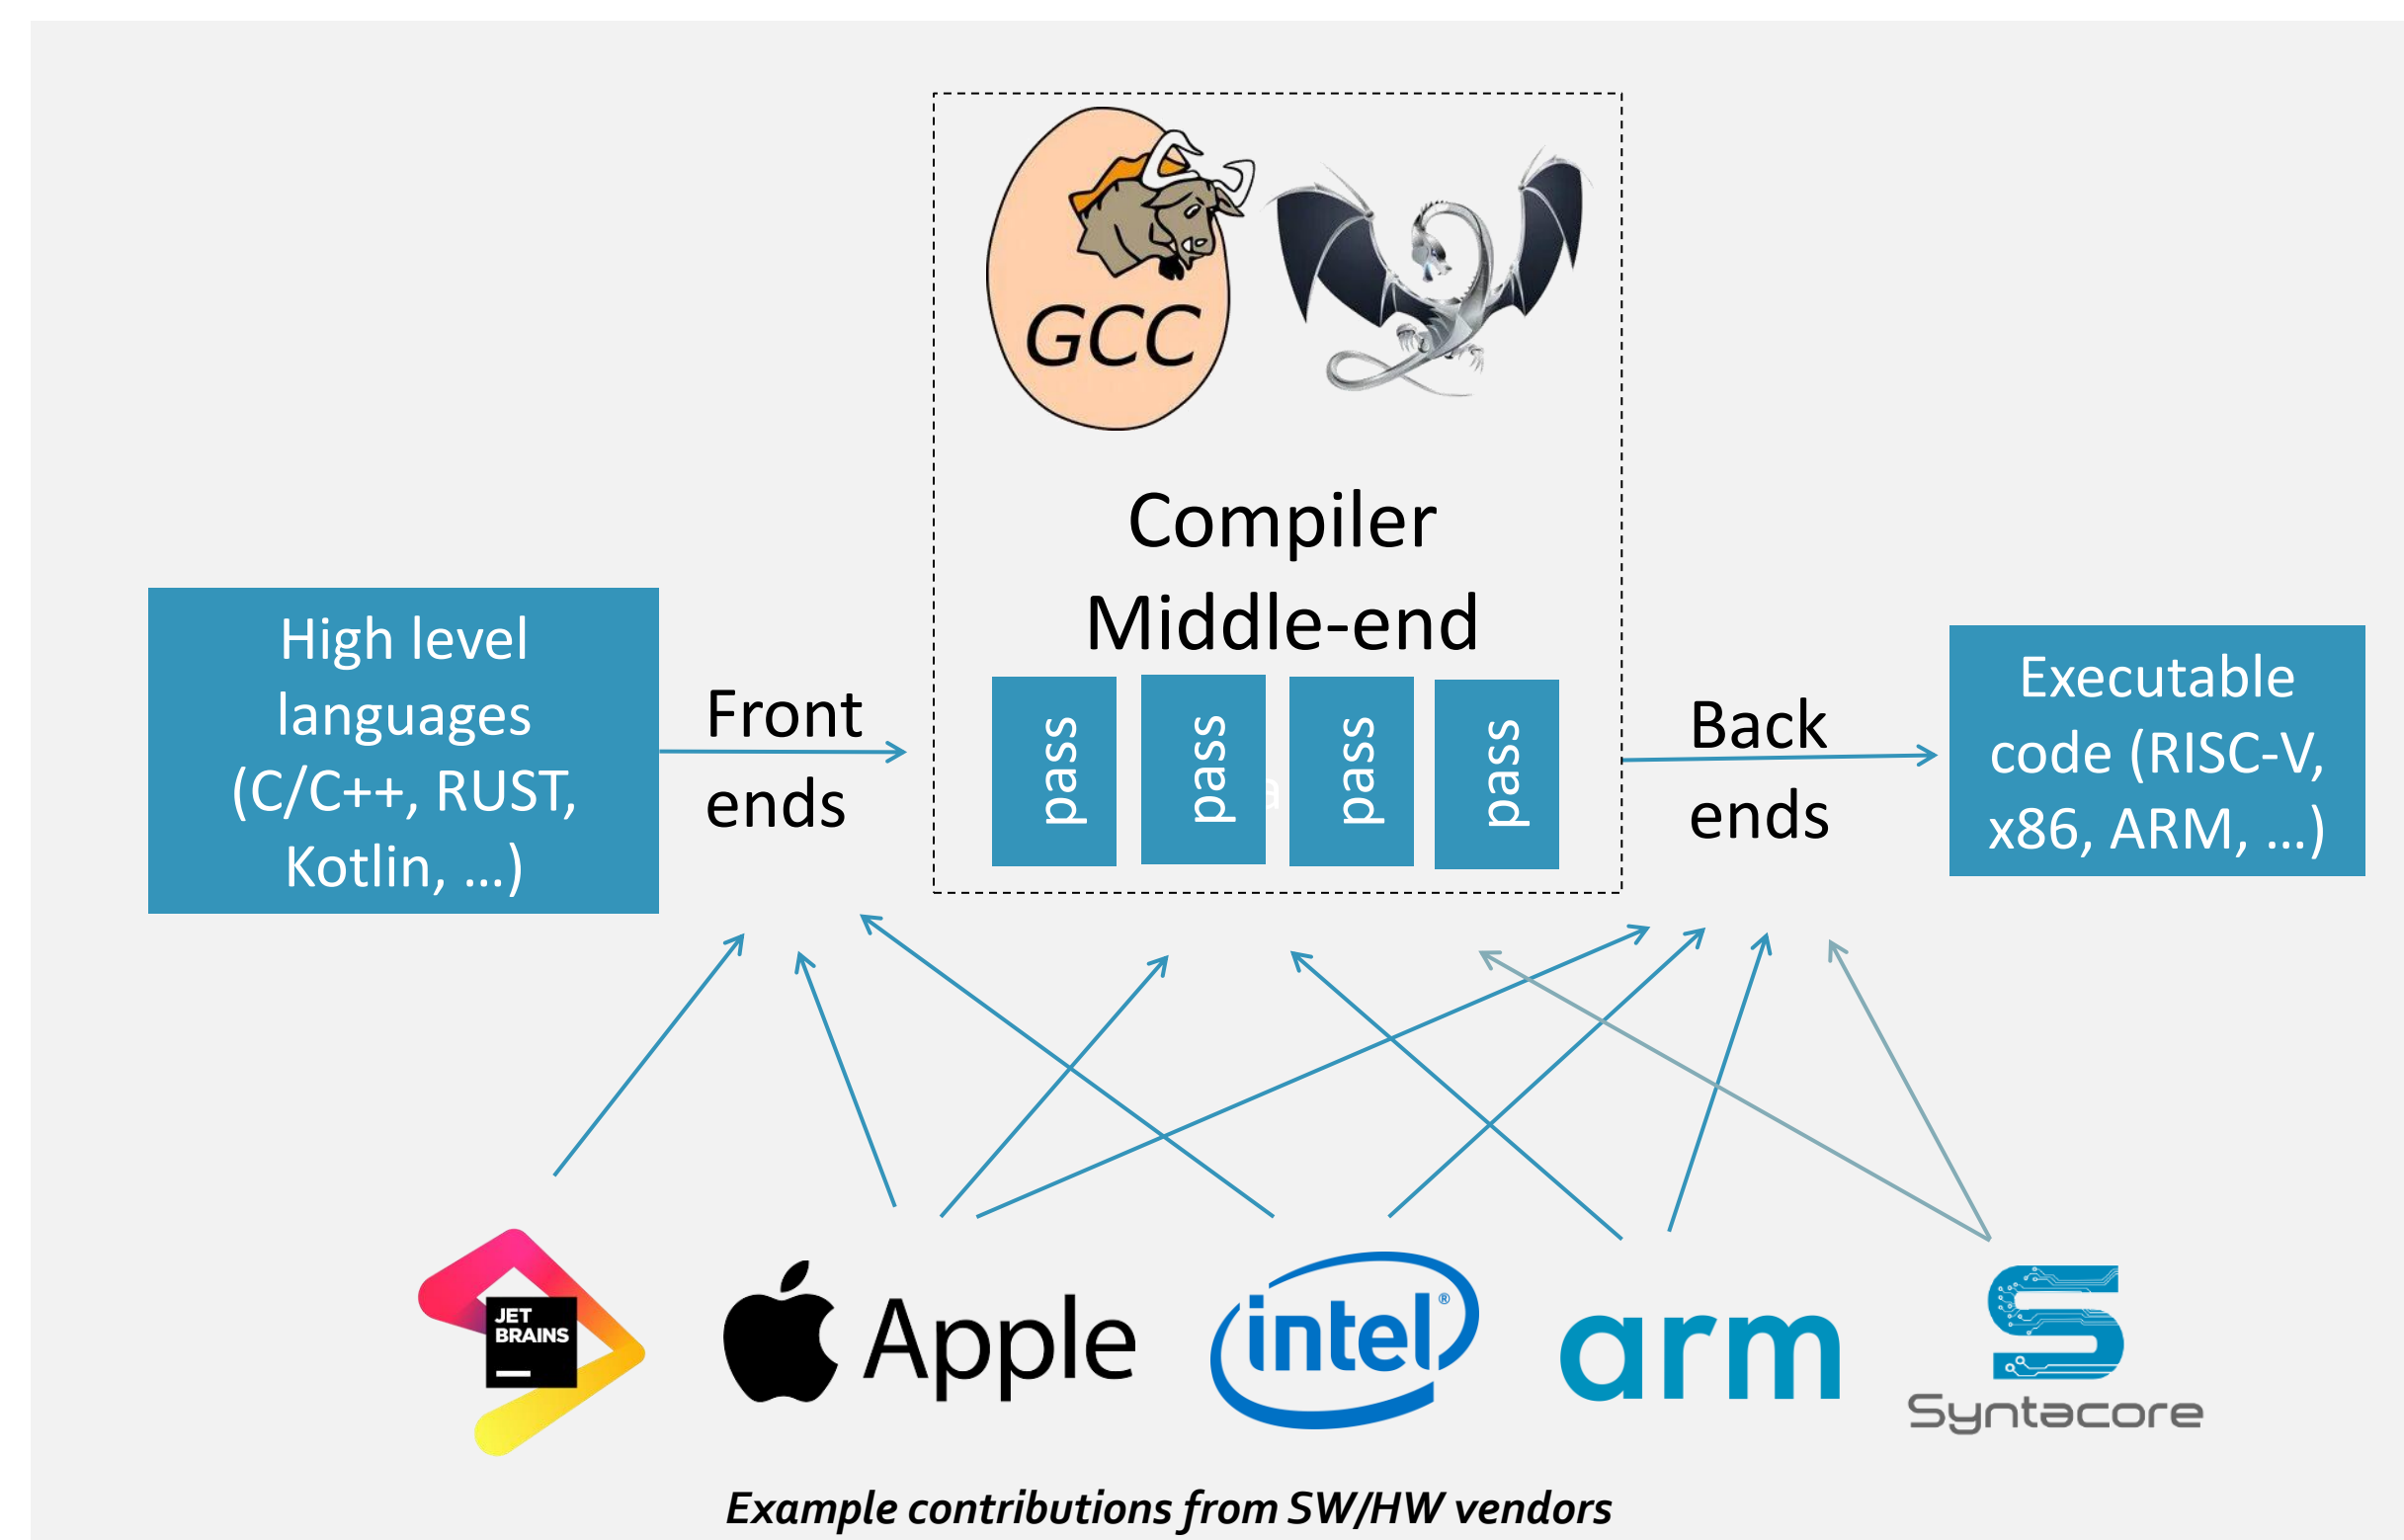 GCC
Compiler
Middle-end
High level
languages
(C/C++, RUST,
Kotlin, ...)
Front
ends
pass
pass
pass
pass
Back
ends
Executable
code (RISC-V,
x86, ARM, ...)
JET
BRAINS
Apple
intel®
arm
Syntacore
Example contributions from SW/HW vendors